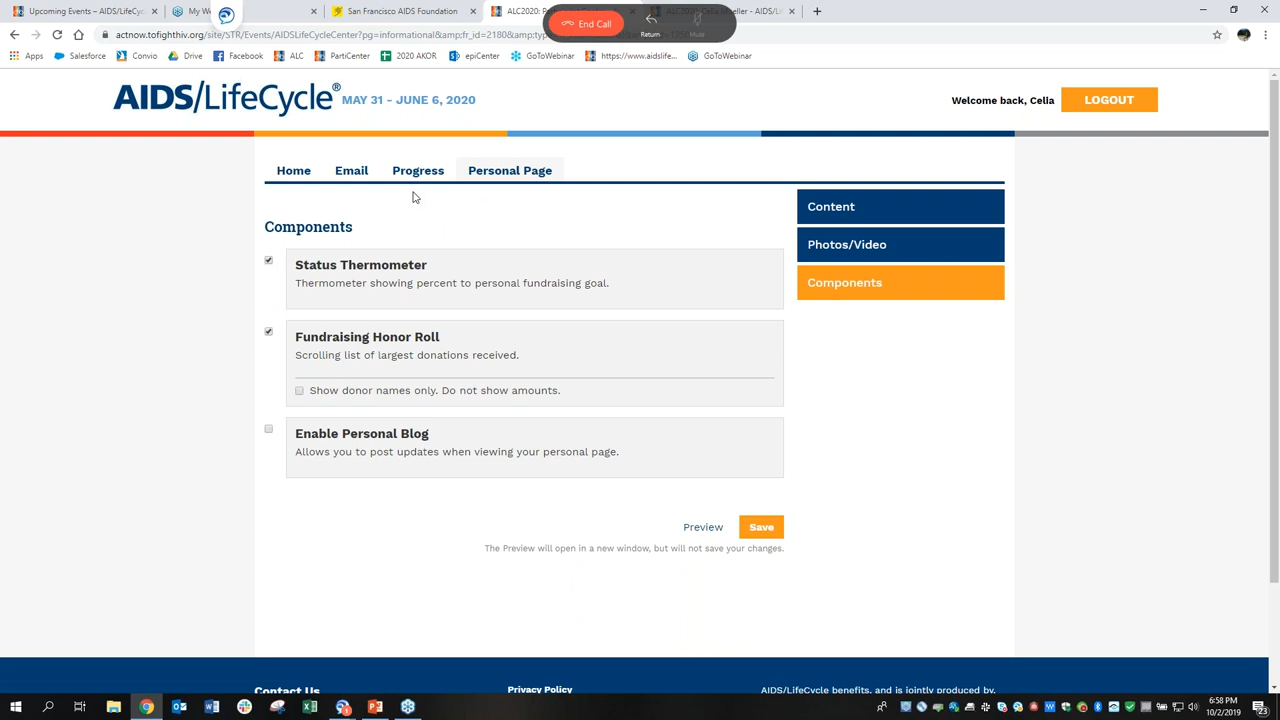 Upcoming Events – AIDS/LifeCyc
My W
San Francisco AIDS Foundation
ALC2020:
End Call
Return
Mute
actnow.tofighthiv.org/site/STR/Events/AIDSLifeCycleCenter?pg=informational&amp;fr_id=2180&amp;typ
Apps
Salesforce
Convio
Drive
Facebook
ALC
PartiCenter
2020 AKOR
epiCenter
GoToWebinar
https://www.aidslife...
GoToWebinar
AIDS/LifeCycle®
MAY 31 - JUNE 6, 2020
Welcome back, Celia
LOGOUT
Home
Email
Progress
Personal Page
Content
Photos/Video
Components
Components
Status Thermometer
Thermometer showing percent to personal fundraising goal.
Fundraising Honor Roll
Scrolling list of largest donations received.
Show donor names only. Do not show amounts.
Enable Personal Blog
Allows you to post updates when viewing your personal page.
Preview
Save
The Preview will open in a new window, but will not save your changes.
Contact Us
Privacy Policy
AIDS/LifeCycle benefits, and is jointly produced by,
6:58 PM
10/2/2019